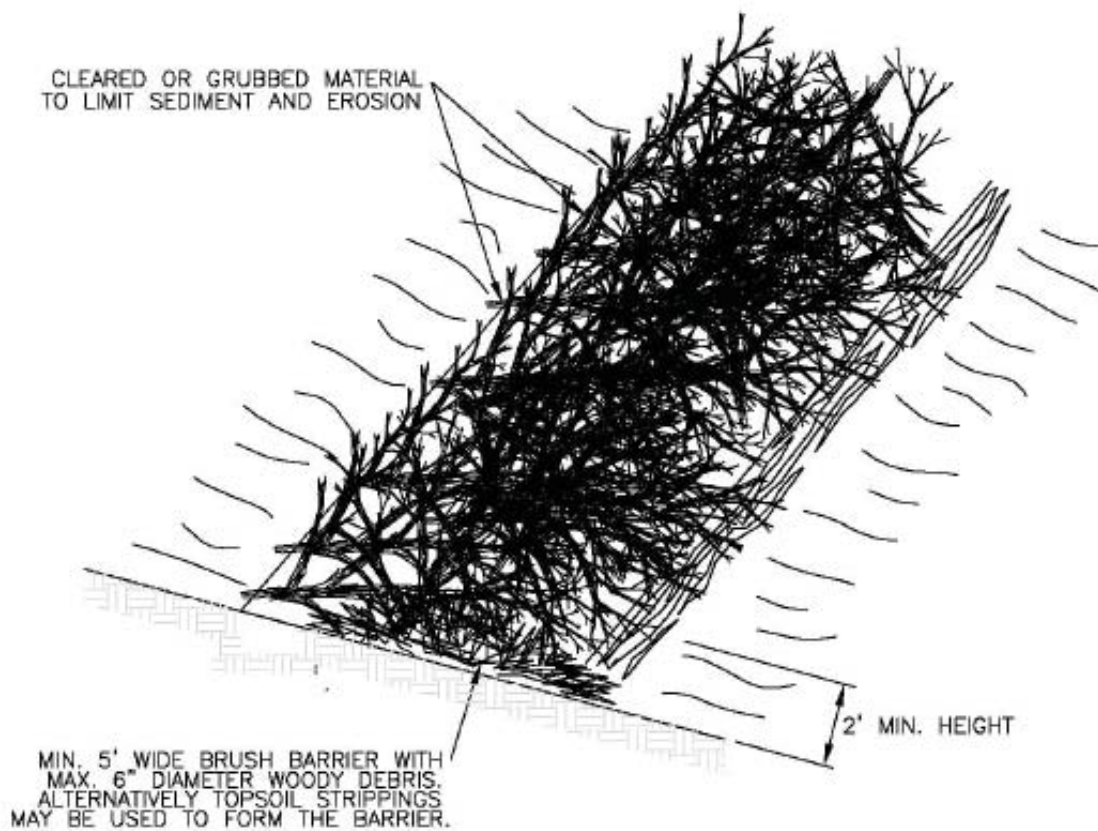 CLEARED OR GRUBBED MATERIAL
TO LIMIT SEDIMENT AND EROSION
2' MIN. HEIGHT
MIN. 5' WIDE BRUSH BARRIER WITH
MAX. 6" DIAMETER WOODY DEBRIS.
ALTERNATIVELY TOPSOIL STRIPPINGS
MAY BE USED TO FORM THE BARRIER.